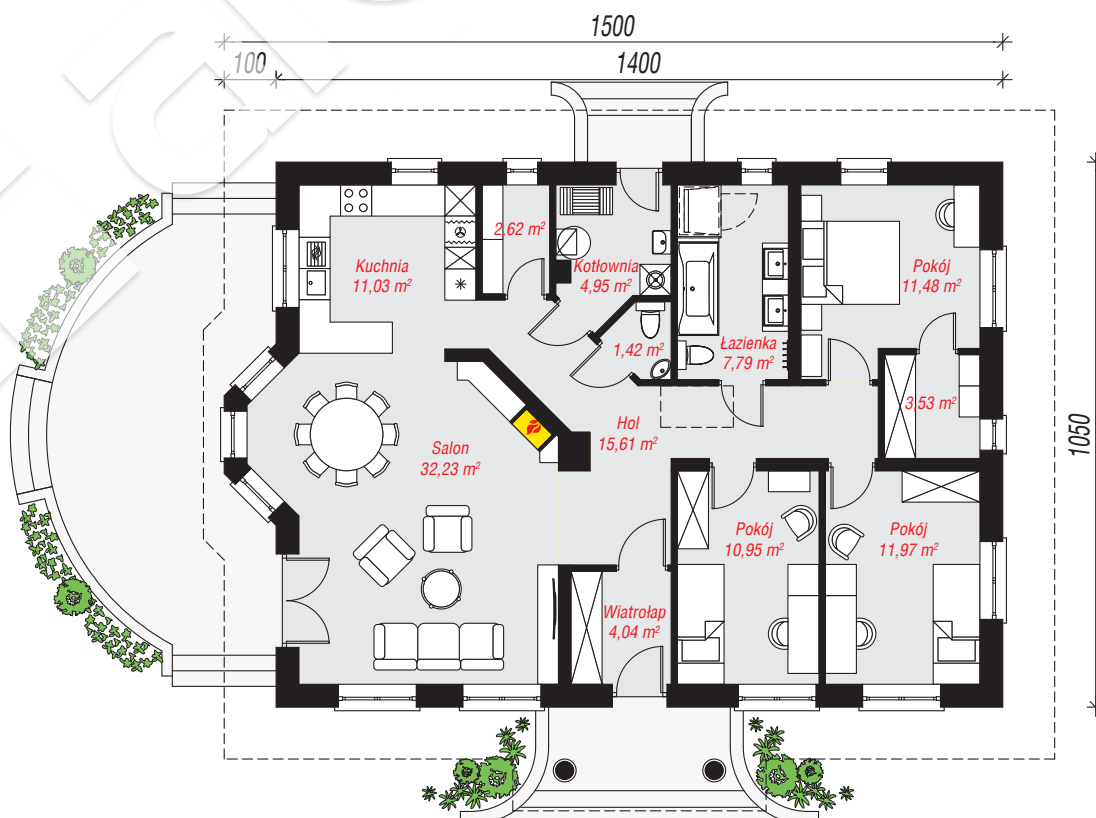 1500
100
1400
2,62 m²
Kuchnia
11,03 m²
Kotłownia
4,95 m²
Pokój
11,48 m²
1,42 m²
Łazienka
7,79 m²
3,53 m²
Hol
15,61 m²
Salon
32,23 m²
1050
Pokój
10,95 m²
Pokój
11,97 m²
Wiatrołap
4,04 m²